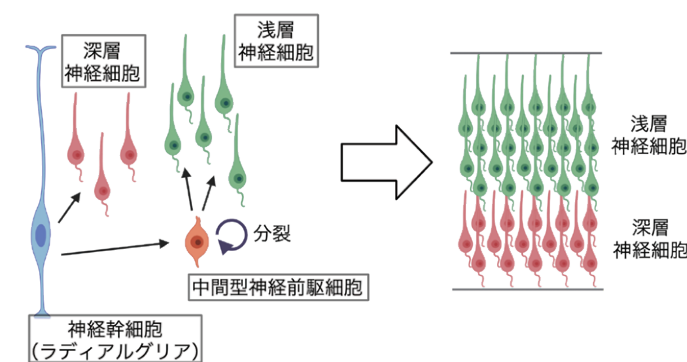 深層
神経細胞
浅層
神経細胞
分裂
中間型神経前駆細胞
神経幹細胞
(ラディアルグリア)
浅層
神経細胞
深層
神経細胞